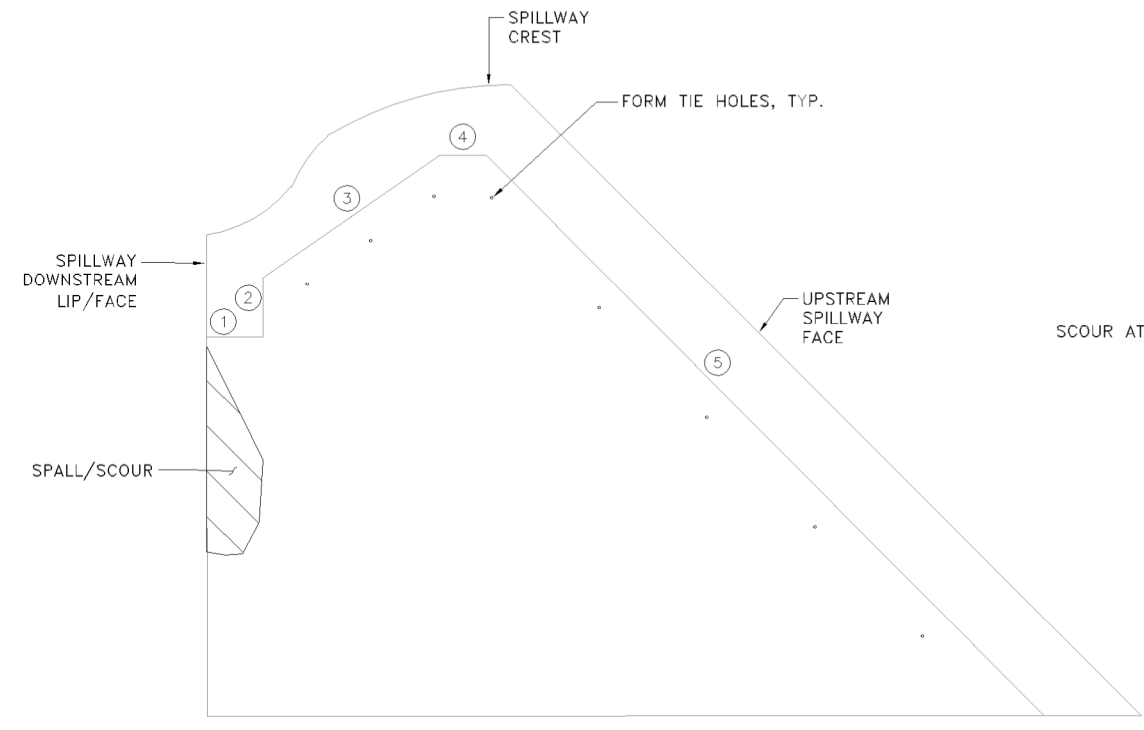 SPILLWAY
CREST
FORM TIE HOLES, TYP.
4
3
SPILLWAY
DOWNSTREAM
LIP/FACE
2
1
UPSTREAM
SPILLWAY
FACE
SCOUR AT
5
SPALL/SCOUR